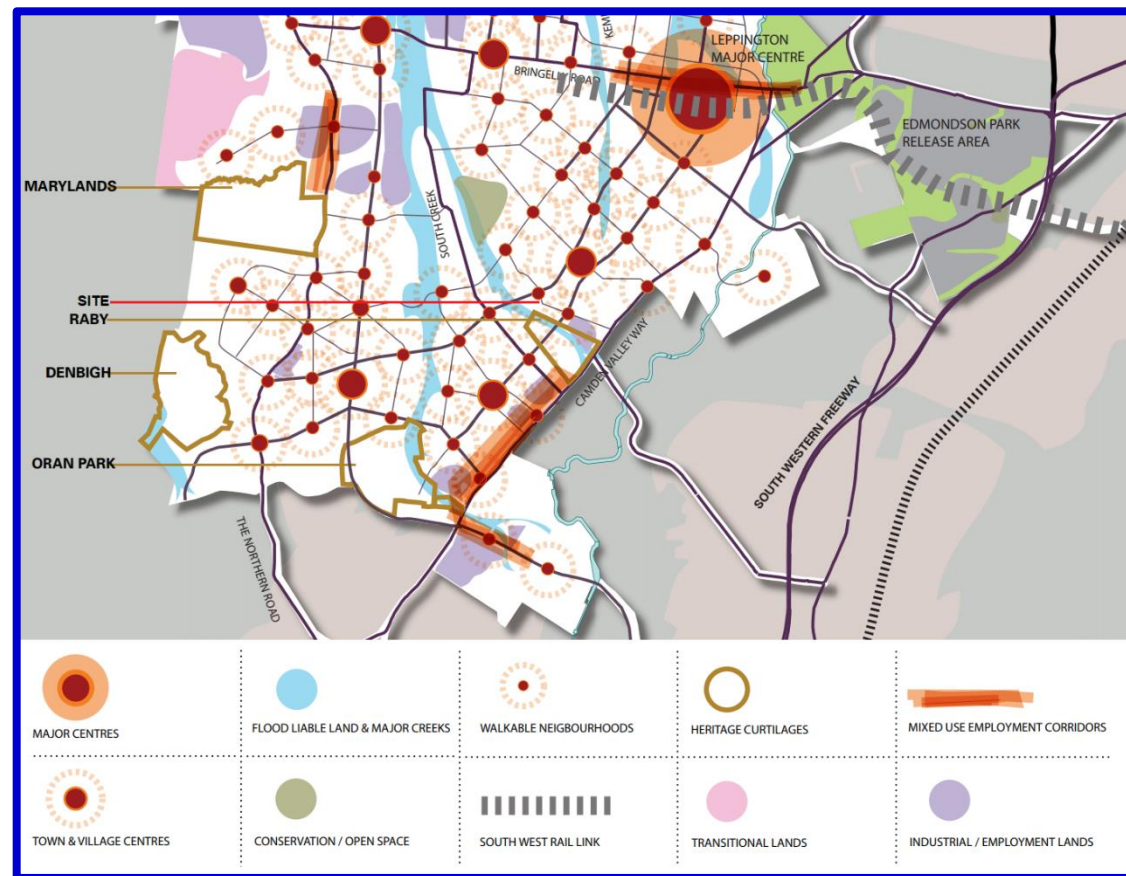 KEM
LEPPINGTON
MAJOR CENTRE
BRINGELLY ROAD
EDMONDSON PARK
RELEASE AREA
MARYLANDS
SOUTH CREEK
SITE
RABY
CAMDEN VALLEY WAY
DENBIGH
SOUTH WESTERN FREEWAY
ORAN PARK
THE NORTHERN ROAD
MAJOR CENTRES
FLOOD LIABLE LAND & MAJOR CREEKS
WALKABLE NEIGBOURHOODS
HERITAGE CURTILAGES
MIXED USE EMPLOYMENT CORRIDORS
TOWN & VILLAGE CENTRES
CONSERVATION / OPEN SPACE
SOUTH WEST RAIL LINK
TRANSITIONAL LANDS
INDUSTRIAL / EMPLOYMENT LANDS